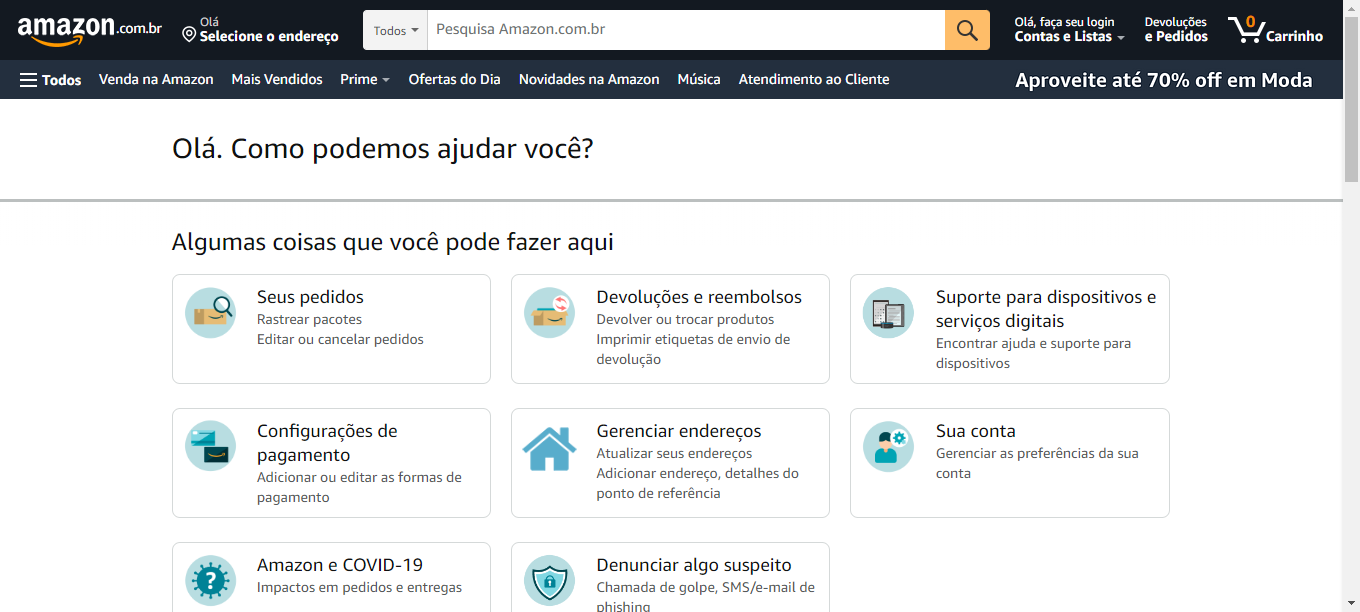 amazon.com.br
Olá
Selecione o endereço
Todos
Pesquisa Amazon.com.br
Olá, faça seu login
Contas e Listas
Devoluções
e Pedidos
0
Carrinho
Todos
Venda na Amazon
Mais Vendidos
Prime
Ofertas do Dia
Novidades na Amazon
Música
Atendimento ao Cliente
Aproveite até 70% off em Moda
Olá. Como podemos ajudar você?
Algumas coisas que você pode fazer aqui
Seus pedidos
Rastrear pacotes
Editar ou cancelar pedidos
Devoluções e reembolsos
Devolver ou trocar produtos
Imprimir etiquetas de envio de
devolução
Suporte para dispositivos e
serviços digitais
Encontrar ajuda e suporte para
dispositivos
Configurações de
pagamento
Adicionar ou editar as formas de
pagamento
Gerenciar endereços
Atualizar seus endereços
Adicionar endereço, detalhes do
ponto de referência
Sua conta
Gerenciar as preferências da sua
conta
?
Amazon e COVID-19
Impactos em pedidos e entregas
Denunciar algo suspeito
Chamada de golpe, SMS/e-mail de
phishing